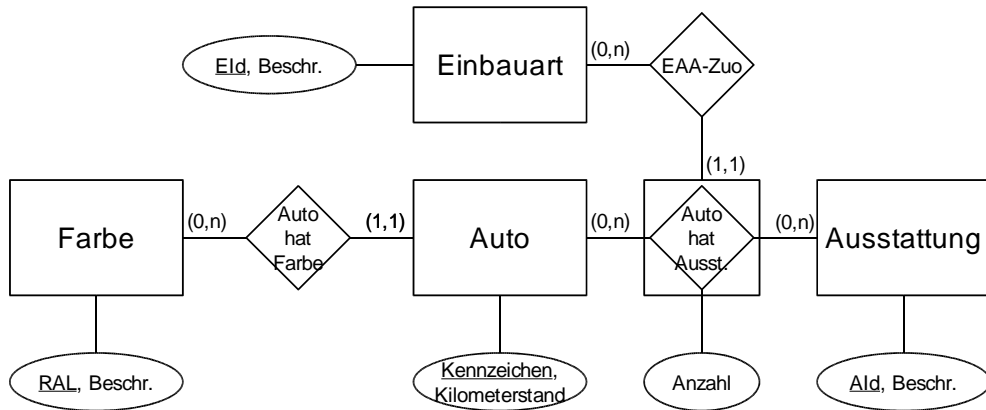 EId, Beschr.
Einbauart
(0,n)
EAA-Zuo
(1,1)
Farbe
(0,n)
Auto
hat
Farbe
(1,1)
Auto
(0,n)
Auto
hat
Ausst.
(0,n)
Ausstattung
RAL, Beschr.
Kennzeichen,
Kilometerstand
Anzahl
AId, Beschr.